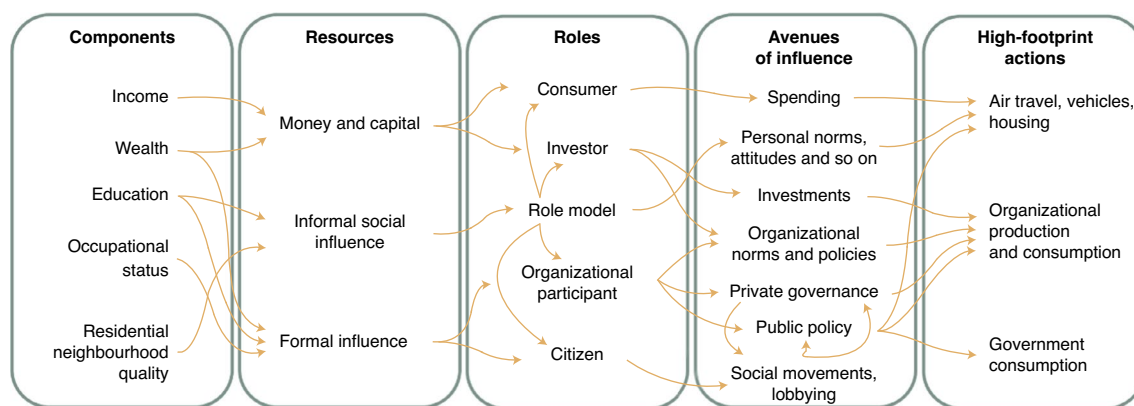 Components
Income
Wealth
Education
Occupational
status
Residential
neighbourhood
quality
Resources
Money and capital
Informal social
influence
Formal influence
Roles
Consumer
Investor
Role model
Organizational
participant
Citizen
Avenues
of influence
Spending
Personal norms,
attitudes and so on
Investments
Organizational
norms and policies
Private governance
Public policy
Social movements,
lobbying
High-footprint
actions
Air travel, vehicles,
housing
Organizational
production
and consumption
Government
consumption